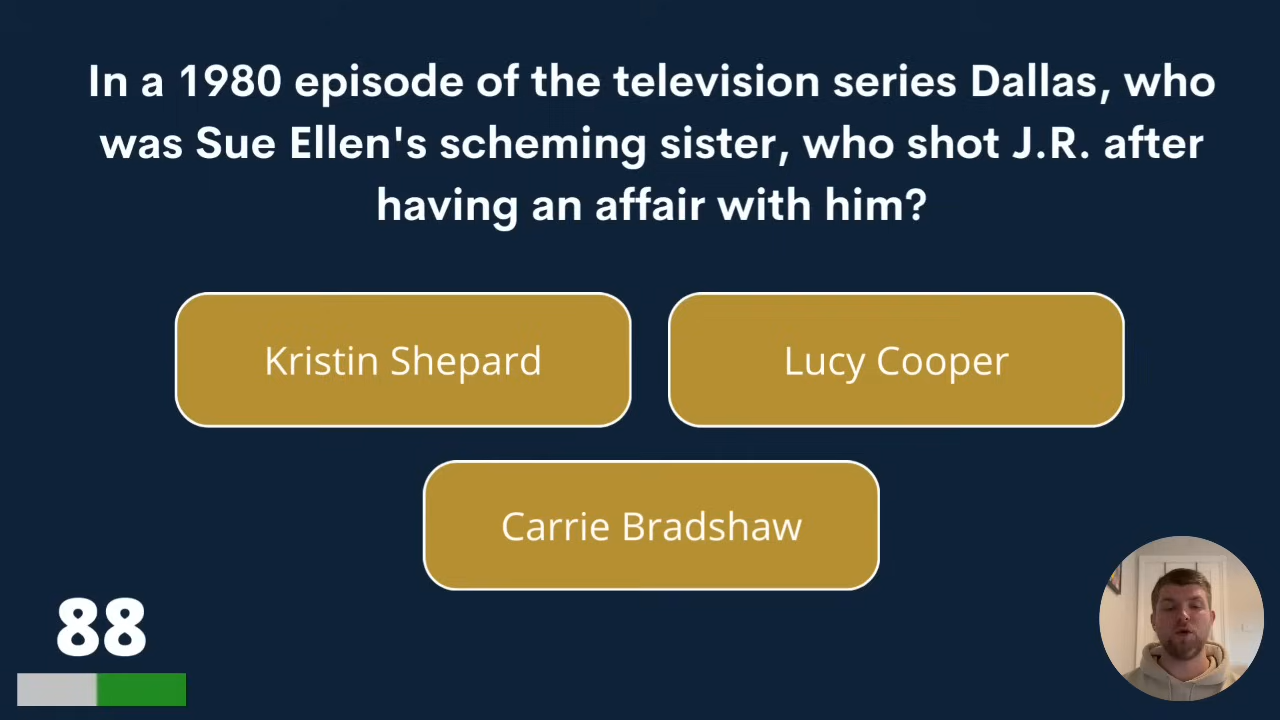 In a 1980 episode of the television series Dallas, who
was Sue Ellen's scheming sister, who shot J.R. after
having an affair with him?
Kristin Shepard
Lucy Cooper
Carrie Bradshaw
88